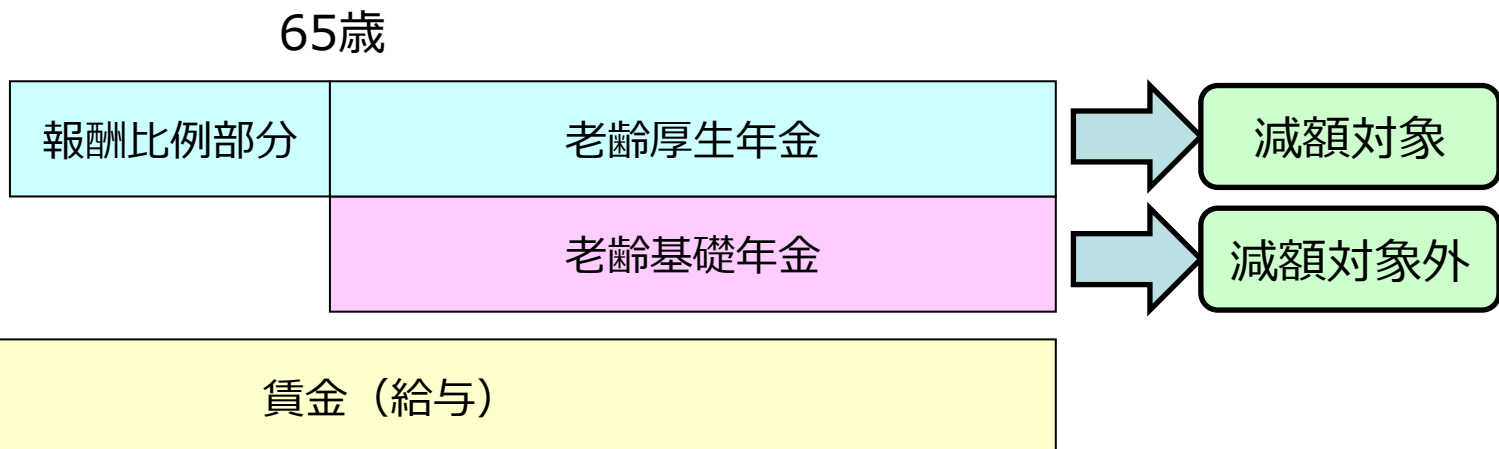 65歳
報酬比例部分
老齢厚生年金
減額対象
老齢基礎年金
減額対象外
賃金（給与）